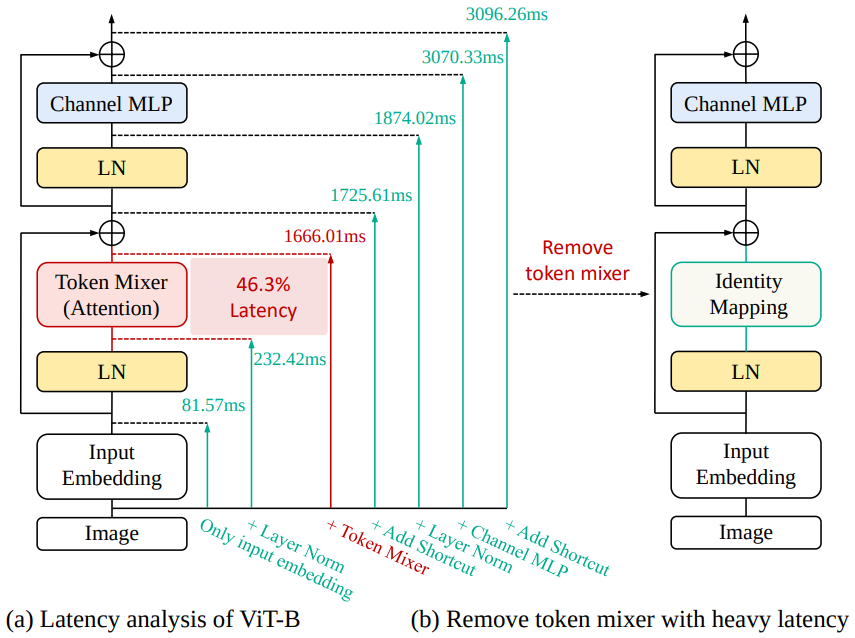 3096.26ms
3070.33ms
Channel MLP
1874.02ms
LN
1725.61ms
1666.01ms
Token Mixer
(Attention)
46.3%
Latency
232.42ms
LN
81.57ms
Input
Embedding
Image
Only input embedding
+ Layer Norm
+ Token Mixer
+ Add Shortcut
+ Layer Norm
+ Channel MLP
+ Add Shortcut
Remove
token mixer
Channel MLP
LN
Identity
Mapping
LN
Input
Embedding
Image
(a) Latency analysis of ViT-B
(b) Remove token mixer with heavy latency